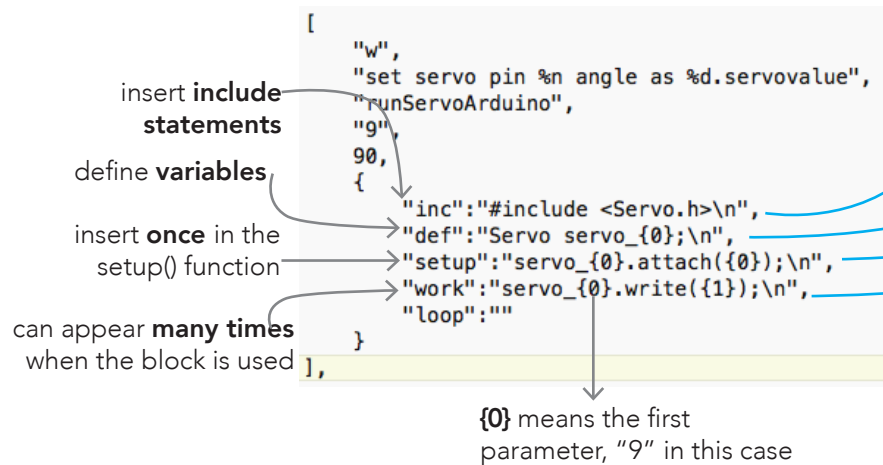 [
"w",
"set servo pin %n angle as %d.servovalue",
"runServoArduino",
"9",
90,
{
"inc":"#include <Servo.h>\n",
"def":"Servo servo_{0};\n",
"setup":"servo_{0}.attach({0});\n",
"work":"servo_{0}.write({1});\n",
"loop":""
}
],
insert include
statements
define variables
insert once in the
setup() function
can appear many times
when the block is used
{0} means the first
parameter, “9” in this case